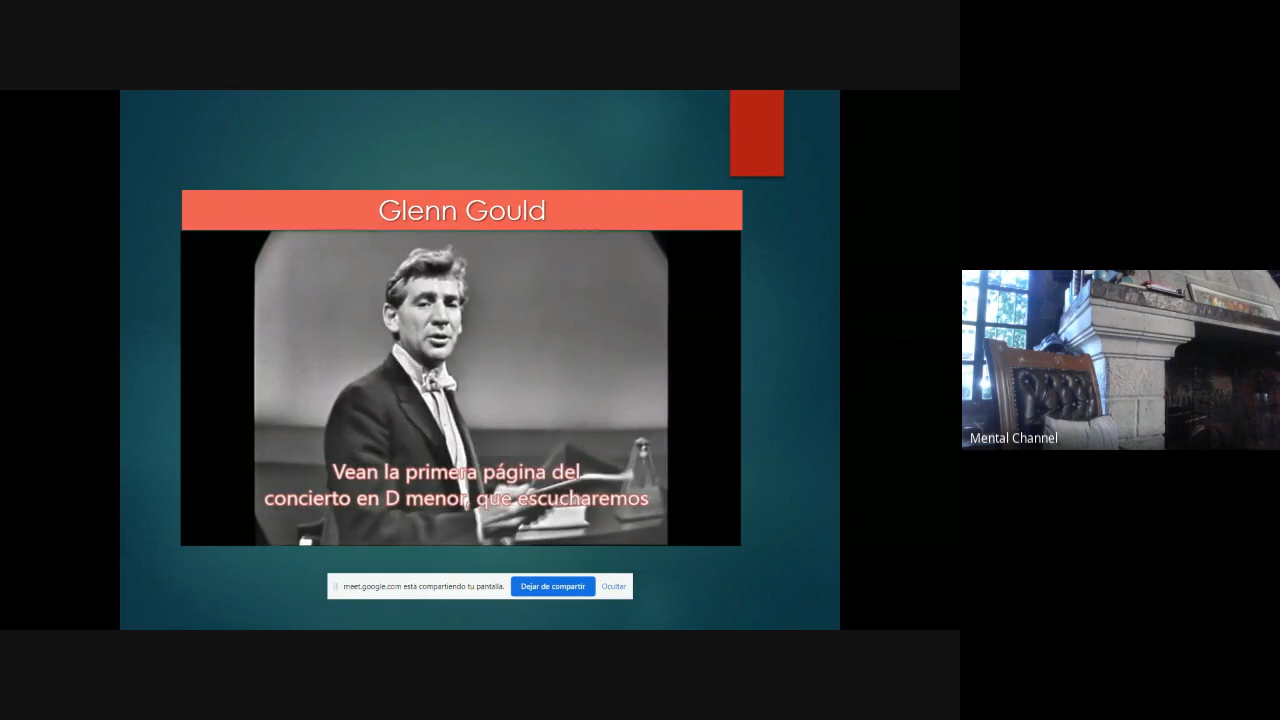 Glenn Gould
Vean la primera página del
concierto en D menor, que escucharemos
meet.google.com está compartiendo tu pantalla. Dejar de compartir Ocultar
Mental Channel